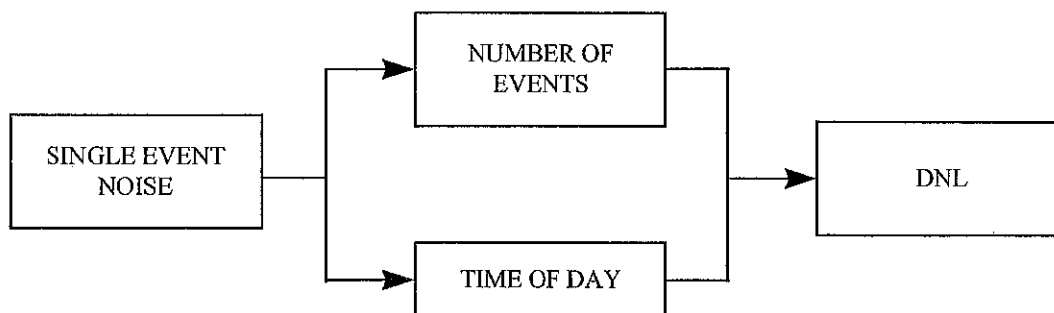 SINGLE EVENT
NOISE
NUMBER OF
EVENTS
TIME OF DAY
DNL